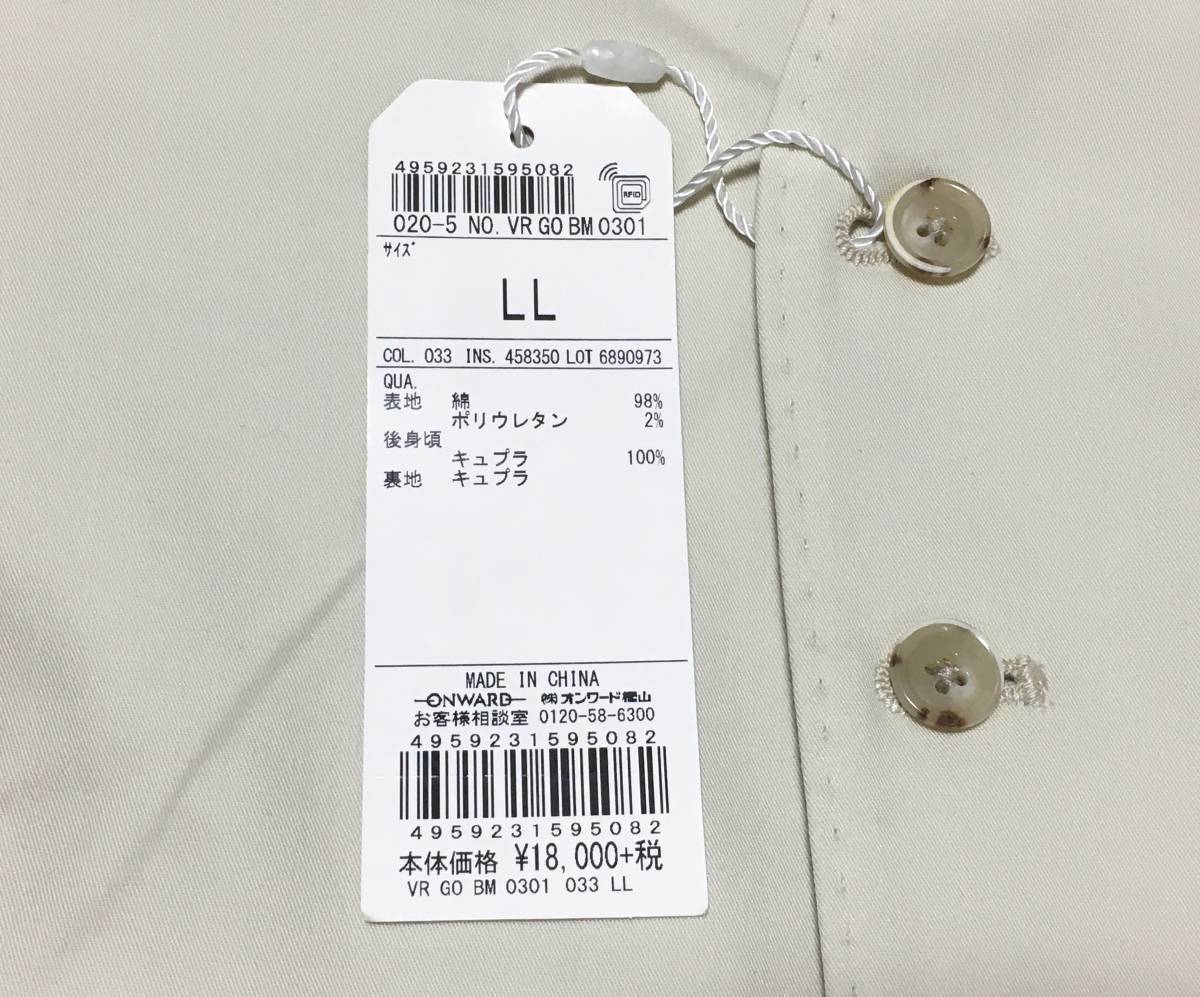 4959231595082
RFID
020-5 NO. VR GO BM 0301
サイズ
LL
COL. 033 INS. 458350 LOT 6890973
QUA.
表地 綿 98%
ポリウレタン 2%
後身頃
キュプラ 100%
裏地 キュプラ
MADE IN CHINA
ONWARD ㈱オンワード樫山
お客様相談室 0120-58-6300
4959231595082
4959231595082
本体価格 ¥18,000+税
VR GO BM 0301 033 LL